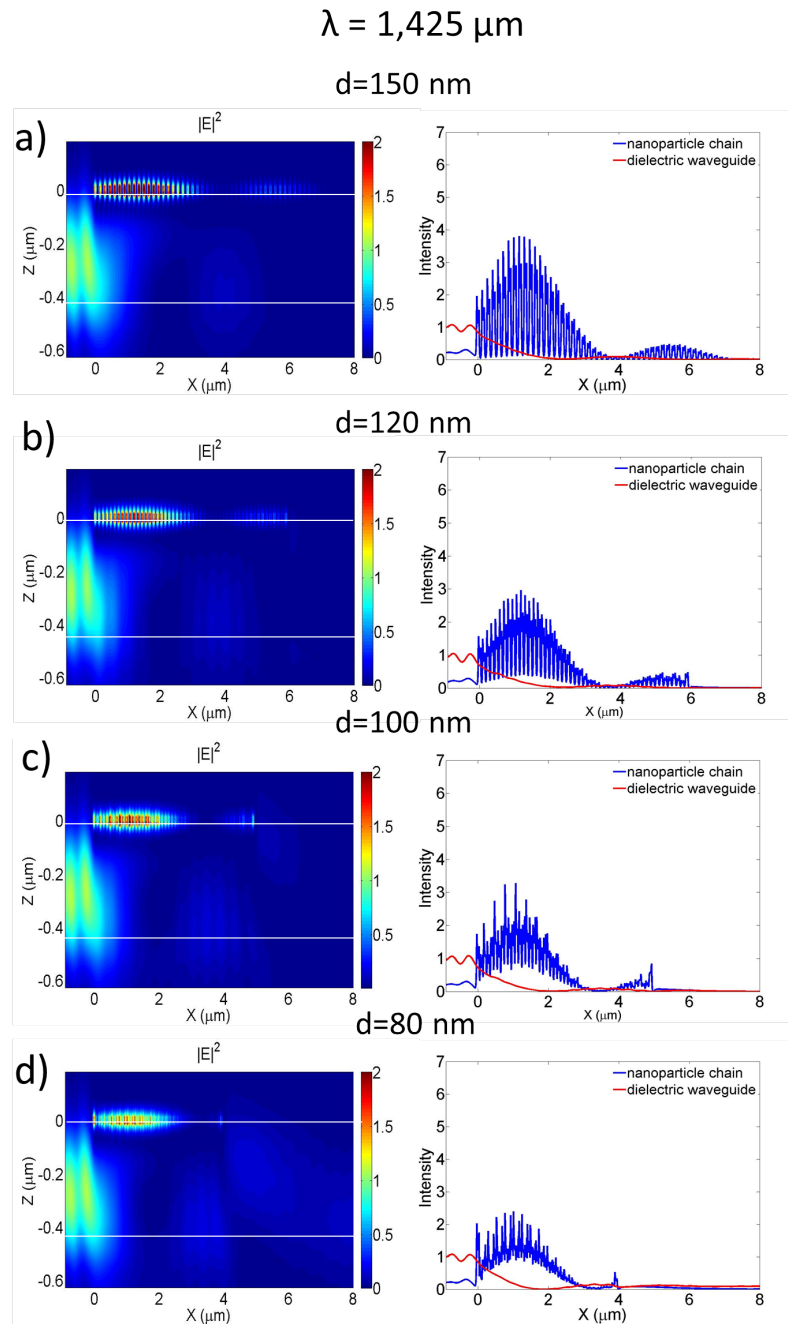 λ = 1,425 μm
d=150 nm
a)
|E|²
Z (μm)
0
-0.2
-0.4
-0.6
0
2
4
6
8
X (μm)
2
1.5
1
0.5
0
Intensity
7
6
5
4
3
2
1
0
0
2
4
6
8
X (μm)
nanoparticle chain
dielectric waveguide
d=120 nm
b)
|E|²
Z (μm)
0
-0.2
-0.4
-0.6
0
2
4
6
8
X (μm)
2
1.5
1
0.5
0
Intensity
7
6
5
4
3
2
1
0
0
2
4
6
8
X (μm)
nanoparticle chain
dielectric waveguide
d=100 nm
c)
|E|²
Z (μm)
0
-0.2
-0.4
-0.6
0
2
4
6
8
X (μm)
2
1.5
1
0.5
Intensity
7
6
5
4
3
2
1
0
0
2
4
6
8
X (μm)
nanoparticle chain
dielectric waveguide
d=80 nm
d)
|E|²
Z (μm)
0
-0.2
-0.4
-0.6
0
2
4
6
8
X (μm)
2
1.5
1
0.5
0
Intensity
7
6
5
4
3
2
1
0
0
2
4
6
8
X (μm)
nanoparticle chain
dielectric waveguide